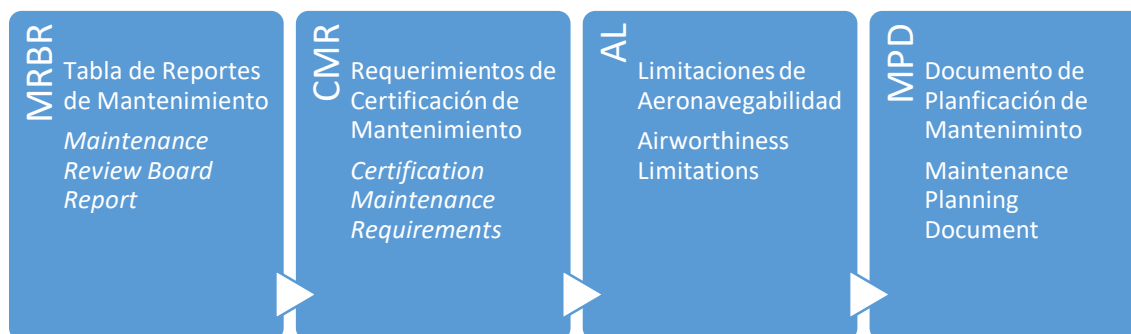 MRBR
Tabla de Reportes
de Mantenimiento
Maintenance
Review Board
Report
CMR
Requerimientos de
Certificación de
Mantenimiento
Certification
Maintenance
Requirements
AL
Limitaciones de
Aeronavegabilidad
Airworthiness
Limitations
MPD
Documento de
Planficación de
Manteniminto
Maintenance
Planning
Document